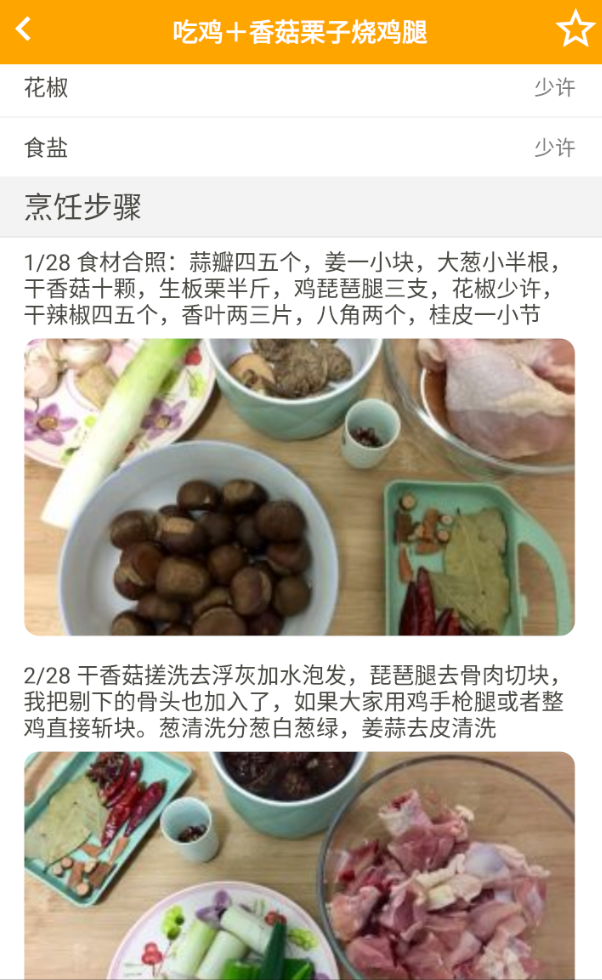 吃鸡+香菇栗子烧鸡腿
花椒 少许
食盐 少许
烹饪步骤
1/28 食材合照：蒜瓣四五个，姜一小块，大葱小半根，
干香菇十颗，生板栗半斤，鸡琵琶腿三支，花椒少许，
干辣椒四五个，香叶两三片，八角两个，桂皮一小节
2/28 干香菇搓洗去浮灰加水泡发，琵琶腿去骨肉切块，
我把剔下的骨头也加入了，如果大家用鸡手枪腿或者整
鸡直接斩块。葱清洗分葱白葱绿，姜蒜去皮清洗